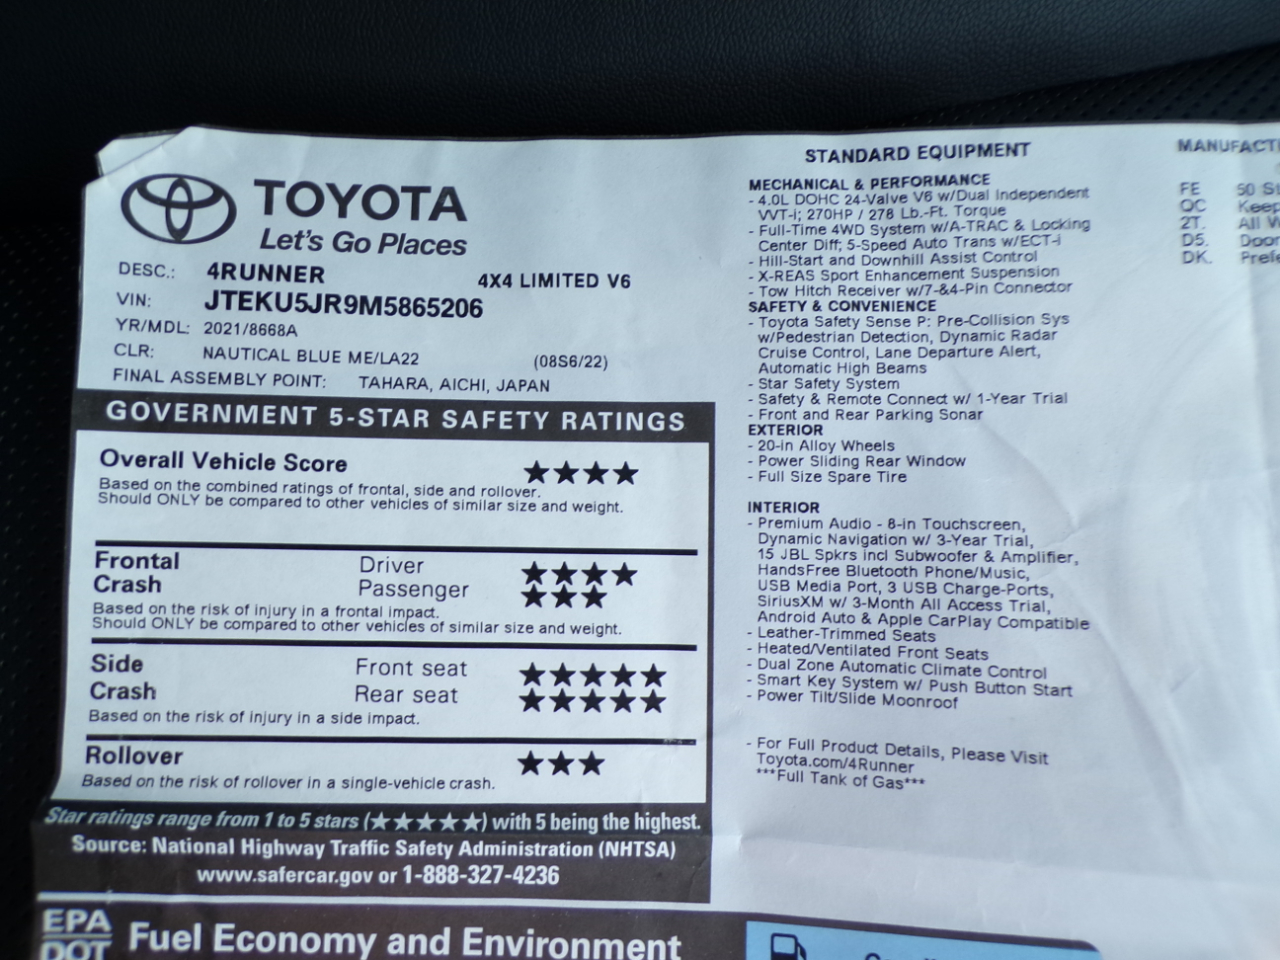 TOYOTA
Let's Go Places
DESC.: 4RUNNER 4X4 LIMITED V6
VIN: JTEKU5JR9M5865206
YR/MDL: 2021/8668A
CLR: NAUTICAL BLUE ME/LA22 (08S6/22)
FINAL ASSEMBLY POINT: TAHARA, AICHI, JAPAN
GOVERNMENT 5-STAR SAFETY RATINGS
Overall Vehicle Score ★★★★
Based on the combined ratings of frontal, side and rollover.
Should ONLY be compared to other vehicles of similar size and weight.
Frontal Driver ★★★★
Crash Passenger ★★★
Based on the risk of injury in a frontal impact.
Should ONLY be compared to other vehicles of similar size and weight.
Side Front seat ★★★★★
Crash Rear seat ★★★★★
Based on the risk of injury in a side impact.
Rollover ★★★
Based on the risk of rollover in a single-vehicle crash.
Star ratings range from 1 to 5 stars (★★★★★) with 5 being the highest.
Source: National Highway Traffic Safety Administration (NHTSA)
www.safercar.gov or 1-888-327-4236
EPA
DOT Fuel Economy and Environment
STANDARD EQUIPMENT
MECHANICAL & PERFORMANCE
- 4.0L DOHC 24-Valve V6 w/Dual Independent
VVT-i; 270HP / 278 Lb.-Ft. Torque
- Full-Time 4WD System w/A-TRAC & Locking
Center Diff; 5-Speed Auto Trans w/ECT-i
- Hill-Start and Downhill Assist Control
- X-REAS Sport Enhancement Suspension
- Tow Hitch Receiver w/7-&4-Pin Connector
SAFETY & CONVENIENCE
- Toyota Safety Sense P: Pre-Collision Sys
w/Pedestrian Detection, Dynamic Radar
Cruise Control, Lane Departure Alert,
Automatic High Beams
- Star Safety System
- Safety & Remote Connect w/ 1-Year Trial
- Front and Rear Parking Sonar
EXTERIOR
- 20-in Alloy Wheels
- Power Sliding Rear Window
- Full Size Spare Tire
INTERIOR
- Premium Audio - 8-in Touchscreen,
Dynamic Navigation w/ 3-Year Trial,
15 JBL Spkrs incl Subwoofer & Amplifier,
HandsFree Bluetooth Phone/Music,
USB Media Port, 3 USB Charge-Ports,
SiriusXM w/ 3-Month All Access Trial,
Android Auto & Apple CarPlay Compatible
- Leather-Trimmed Seats
- Heated/Ventilated Front Seats
- Dual Zone Automatic Climate Control
- Smart Key System w/ Push Button Start
- Power Tilt/Slide Moonroof
- For Full Product Details, Please Visit
Toyota.com/4Runner
***Full Tank of Gas***
MANUFACT
FE 50 St
QC Keep
2T. All W
D5. Door
DK. Prefe